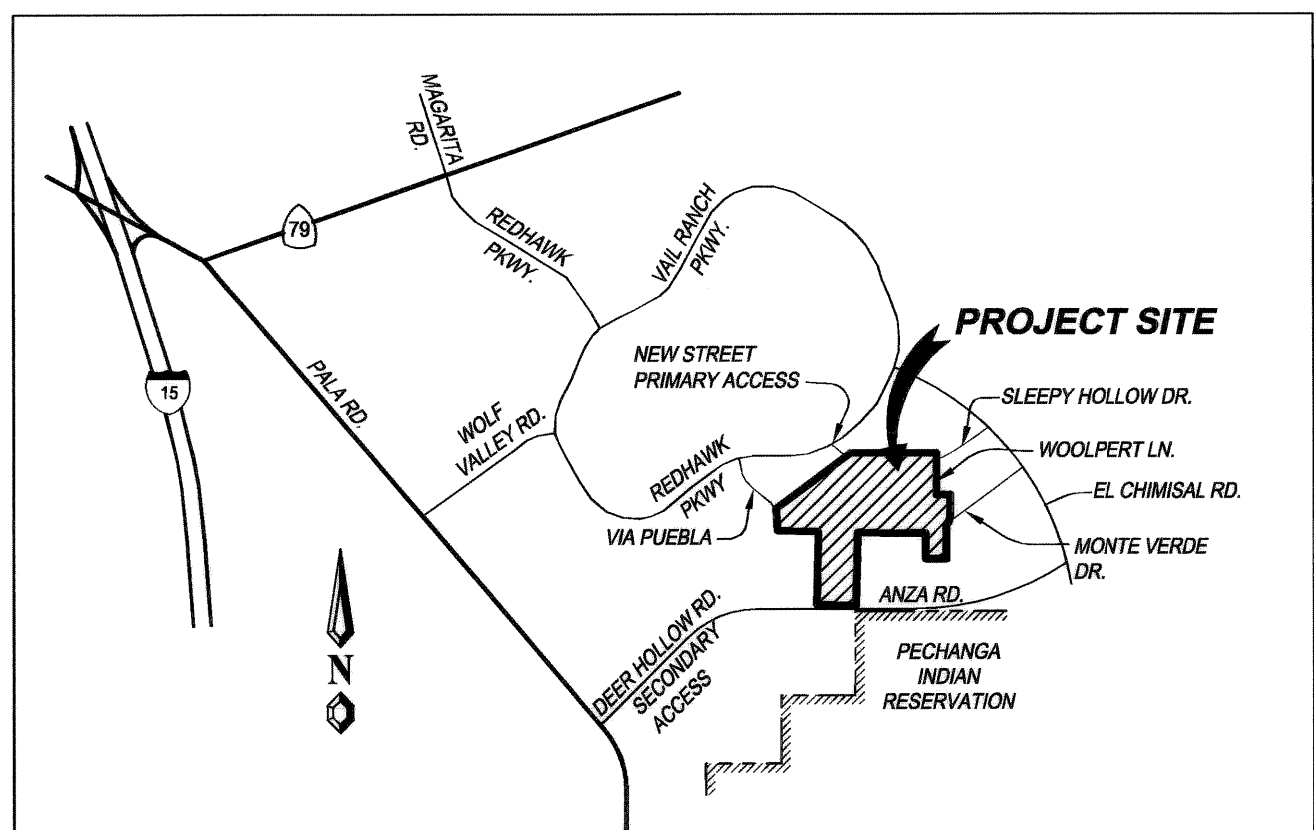 MAGARITA
RD.
79
REDHAWK
PKWY.
VAIL RANCH
PKWY.
PROJECT SITE
NEW STREET
PRIMARY ACCESS
15
PALA RD.
SLEEPY HOLLOW DR.
WOLF
VALLEY RD.
WOOLPERT LN.
REDHAWK
PKWY
EL CHIMISAL RD.
VIA PUEBLA
MONTE VERDE
DR.
ANZA RD.
DEER HOLLOW RD.
SECONDARY
ACCESS
N
PECHANGA
INDIAN
RESERVATION